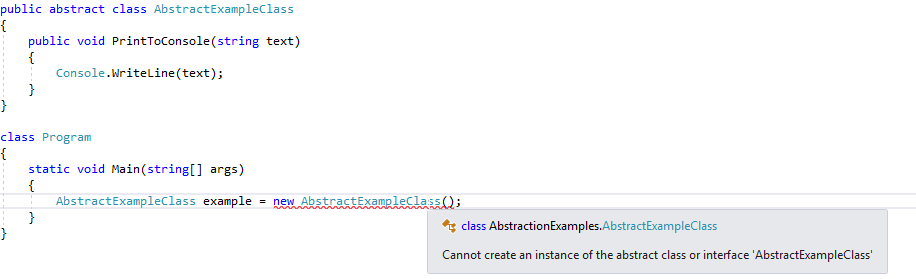 public abstract class AbstractExampleClass
{
    public void PrintToConsole(string text)
    {
        Console.WriteLine(text);
    }
}
class Program
{
    static void Main(string[] args)
    {
        AbstractExampleClass example = new AbstractExampleClass();
    }
}
class AbstractionExamples.AbstractExampleClass
Cannot create an instance of the abstract class or interface 'AbstractExampleClass'